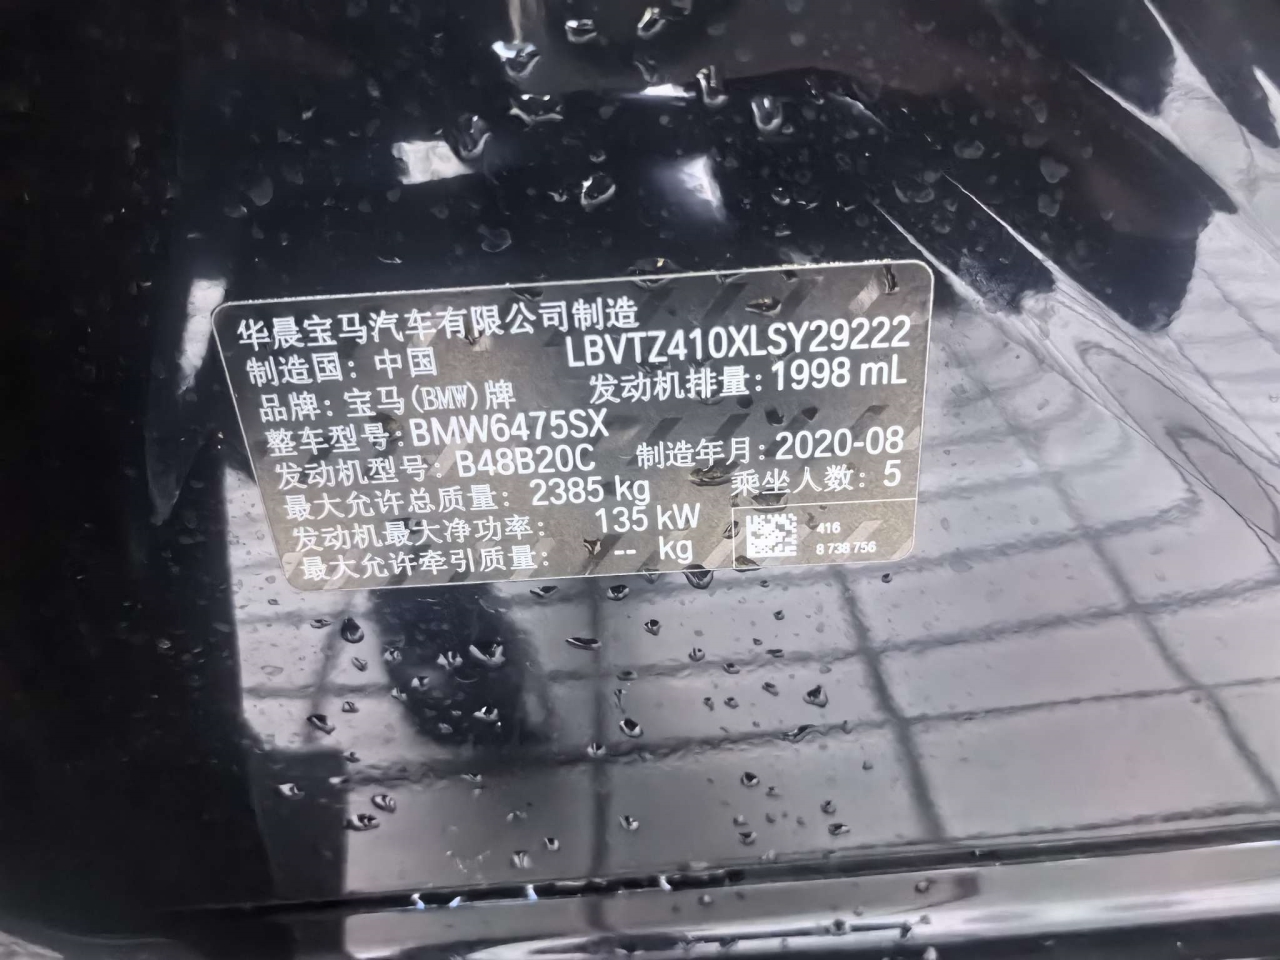 华晨宝马汽车有限公司制造
制造国：中国 LBVTZ410XLSY29222
品牌：宝马(BMW)牌 发动机排量：1998 mL
整车型号：BMW6475SX
发动机型号：B48B20C 制造年月：2020-08
最大允许总质量：2385 kg 乘坐人数：5
发动机最大净功率：135 kW
最大允许牵引质量：-- kg
416
8 738 756